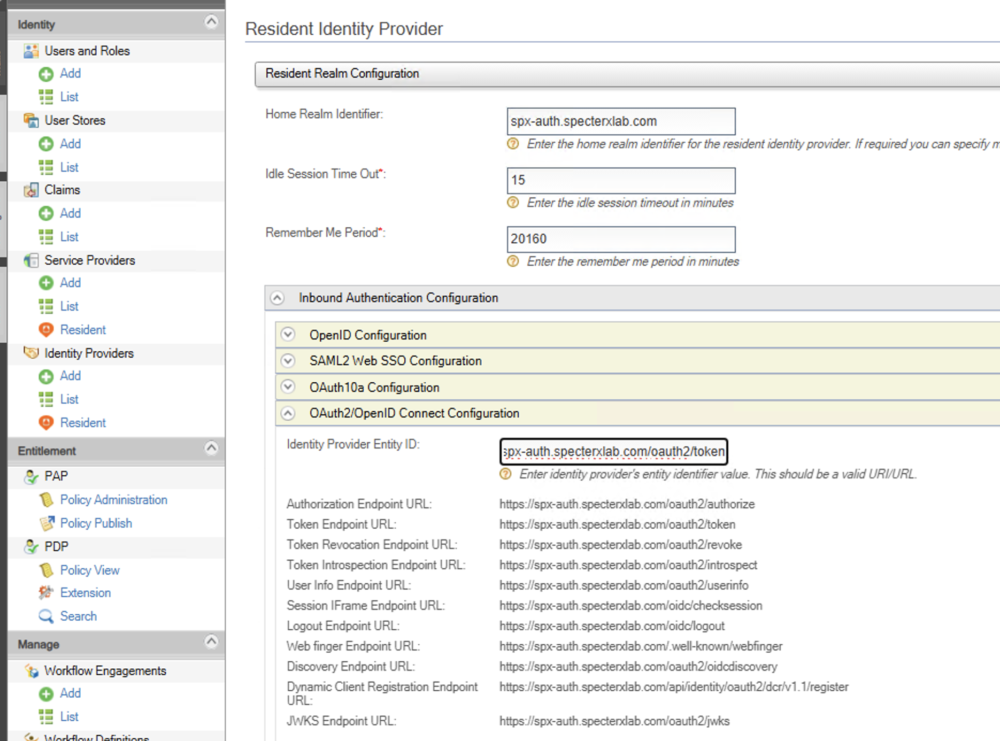 Identity
Users and Roles
Add
List
User Stores
Add
List
Claims
Add
List
Service Providers
Add
List
Resident
Identity Providers
Add
List
Resident
Entitlement
PAP
Policy Administration
Policy Publish
PDP
Policy View
Extension
Search
Manage
Workflow Engagements
Add
List
Workflow Definitions
Resident Identity Provider
Resident Realm Configuration
Home Realm Identifier: spx-auth.specterxlab.com
Enter the home realm identifier for the resident identity provider. If required you can specify m
Idle Session Time Out*: 15
Enter the idle session timeout in minutes
Remember Me Period*: 20160
Enter the remember me period in minutes
Inbound Authentication Configuration
OpenID Configuration
SAML2 Web SSO Configuration
OAuth10a Configuration
OAuth2/OpenID Connect Configuration
Identity Provider Entity ID: spx-auth.specterxlab.com/oauth2/token
Enter identity provider's entity identifier value. This should be a valid URI/URL.
Authorization Endpoint URL: https://spx-auth.specterxlab.com/oauth2/authorize
Token Endpoint URL: https://spx-auth.specterxlab.com/oauth2/token
Token Revocation Endpoint URL: https://spx-auth.specterxlab.com/oauth2/revoke
Token Introspection Endpoint URL: https://spx-auth.specterxlab.com/oauth2/introspect
User Info Endpoint URL: https://spx-auth.specterxlab.com/oauth2/userinfo
Session IFrame Endpoint URL: https://spx-auth.specterxlab.com/oidc/checksession
Logout Endpoint URL: https://spx-auth.specterxlab.com/oidc/logout
Web finger Endpoint URL: https://spx-auth.specterxlab.com/.well-known/webfinger
Discovery Endpoint URL: https://spx-auth.specterxlab.com/oauth2/oidcdiscovery
Dynamic Client Registration Endpoint https://spx-auth.specterxlab.com/api/identity/oauth2/dcr/v1.1/register
URL:
JWKS Endpoint URL: https://spx-auth.specterxlab.com/oauth2/jwks